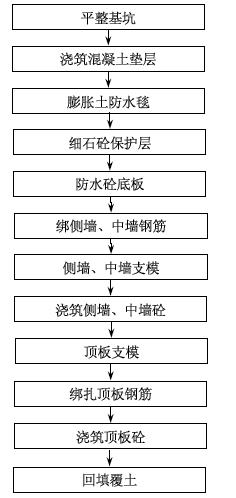 平整基坑
浇筑混凝土垫层
膨胀土防水毯
细石砼保护层
防水砼底板
绑侧墙、中墙钢筋
侧墙、中墙支模
浇筑侧墙、中墙砼
顶板支模
绑扎顶板钢筋
浇筑顶板砼
回填覆土